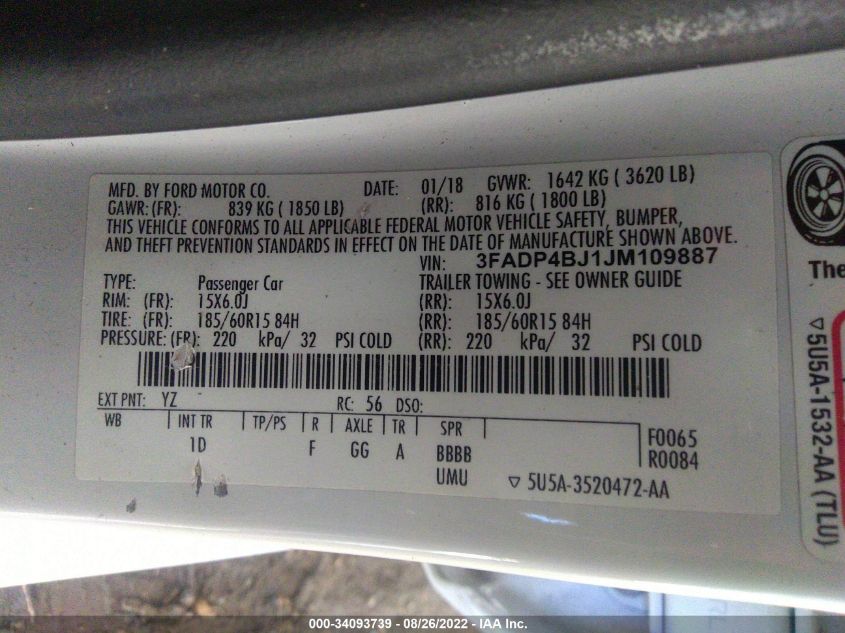 MFD. BY FORD MOTOR CO. DATE: 01/18 GVWR: 1642 KG ( 3620 LB)
GAWR: (FR): 839 KG ( 1850 LB) (RR): 816 KG ( 1800 LB)
THIS VEHICLE CONFORMS TO ALL APPLICABLE FEDERAL MOTOR VEHICLE SAFETY, BUMPER,
AND THEFT PREVENTION STANDARDS IN EFFECT ON THE DATE OF MANUFACTURE SHOWN ABOVE.
VIN: 3FADP4BJ1JM109887
TYPE: Passenger Car TRAILER TOWING - SEE OWNER GUIDE
RIM: (FR): 15X6.0J (RR): 15X6.0J
TIRE: (FR): 185/60R15 84H (RR): 185/60R15 84H
PRESSURE: (FR): 220 kPa/ 32 PSI COLD (RR): 220 kPa/ 32 PSI COLD
EXT PNT: YZ RC: 56 DSO:
WB INT TR TP/PS R AXLE TR SPR F0065
1D F GG A BBBB R0084
UMU ▽ 5U5A-3520472-AA
The
▽5U5A-1532-AA (TLU)
000-34093739 - 08/26/2022 - IAA Inc.